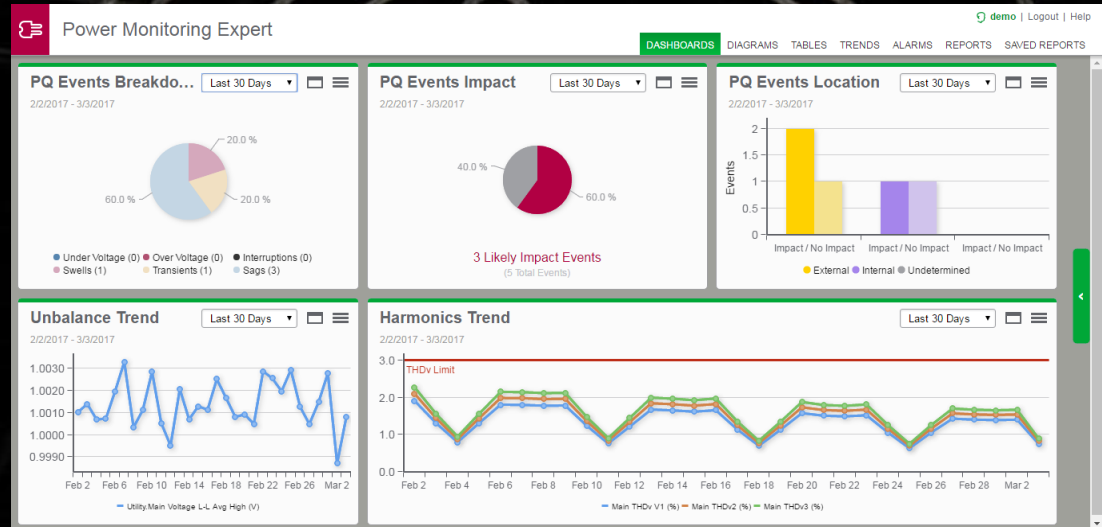 demo | Logout | Help
Power Monitoring Expert
DASHBOARDS DIAGRAMS TABLES TRENDS ALARMS REPORTS SAVED REPORTS
PQ Events Breakdo... Last 30 Days
2/2/2017 - 3/3/2017
20.0 %
60.0 %
20.0 %
Under Voltage (0) Over Voltage (0) Interruptions (0)
Swells (1) Transients (1) Sags (3)
PQ Events Impact Last 30 Days
2/2/2017 - 3/3/2017
40.0 %
60.0 %
3 Likely Impact Events
(5 Total Events)
PQ Events Location Last 30 Days
2/2/2017 - 3/3/2017
Events
2
1.5
1
0.5
0
Impact / No Impact Impact / No Impact Impact / No Impact
External Internal Undetermined
Unbalance Trend Last 30 Days
2/2/2017 - 3/3/2017
1.0030
1.0020
1.0010
1.0000
0.9990
Feb 2 Feb 6 Feb 10 Feb 14 Feb 18 Feb 22 Feb 26 Mar 2
Utility.Main Voltage L-L Avg High (V)
Harmonics Trend Last 30 Days
2/2/2017 - 3/3/2017
3.0
THDv Limit
2.0
1.0
0.0
Feb 2 Feb 4 Feb 6 Feb 8 Feb 10 Feb 12 Feb 14 Feb 16 Feb 18 Feb 20 Feb 22 Feb 24 Feb 26 Feb 28 Mar 2
Main THDv V1 (%) Main THDv2 (%) Main THDv3 (%)